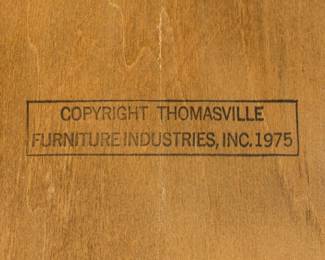 COPYRIGHT THOMASVILLE
FURNITURE INDUSTRIES, INC. 1975